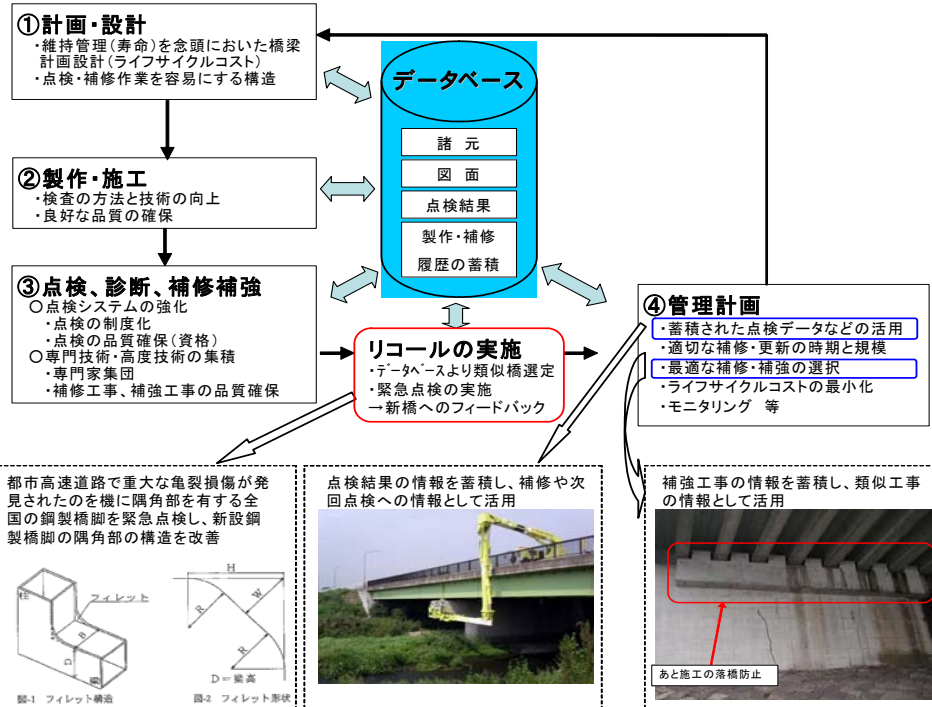 ①計画・設計
・維持管理(寿命)を念頭においた橋梁
計画設計(ライフサイクルコスト)
・点検・補修作業を容易にする構造
データベース
諸 元
図 面
点検結果
製作・補修
履歴の蓄積
②製作・施工
・検査の方法と技術の向上
・良好な品質の確保
③点検、診断、補修補強
○点検システムの強化
・点検の制度化
・点検の品質確保(資格)
○専門技術・高度技術の集積
・専門家集団
・補修工事、補強工事の品質確保
リコールの実施
・データベースより類似橋選定
・緊急点検の実施
→新橋へのフィードバック
④管理計画
・蓄積された点検データなどの活用
・適切な補修・更新の時期と規模
・最適な補修・補強の選択
・ライフサイクルコストの最小化
・モニタリング 等
都市高速道路で重大な亀裂損傷が発
見されたのを機に隅角部を有する全
国の鋼製橋脚を緊急点検し、新設鋼
製橋脚の隅角部の構造を改善
柱
フィレット
B
D
梁
図-1 フィレット構造
H
R
W
R
D=梁高
図-2 フィレット形状
点検結果の情報を蓄積し、補修や次
回点検への情報として活用
補強工事の情報を蓄積し、類似工事
の情報として活用
あと施工の落橋防止